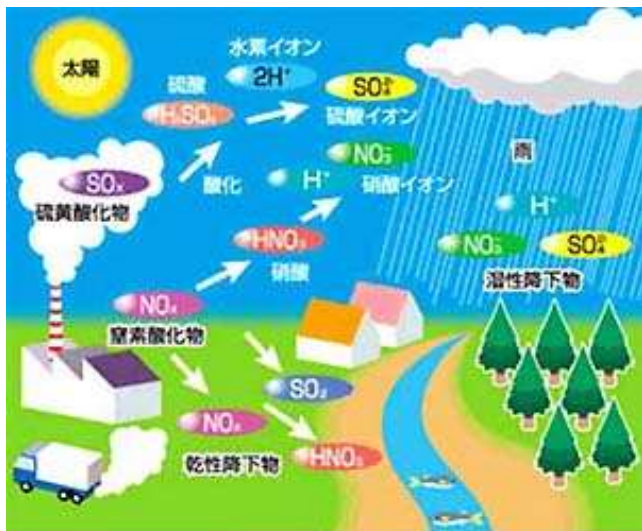 太陽
水素イオン
2H⁺
硫酸
H₂SO₄
SO₄²⁻
硫酸イオン
NO₃⁻
硝酸イオン
H⁺
酸化
雨
SOₓ
硫黄酸化物
HNO₃
硝酸
H⁺
NO₃⁻
SO₄²⁻
湿性降下物
NOₓ
窒素酸化物
SO₂
NOₓ
HNO₃
乾性降下物